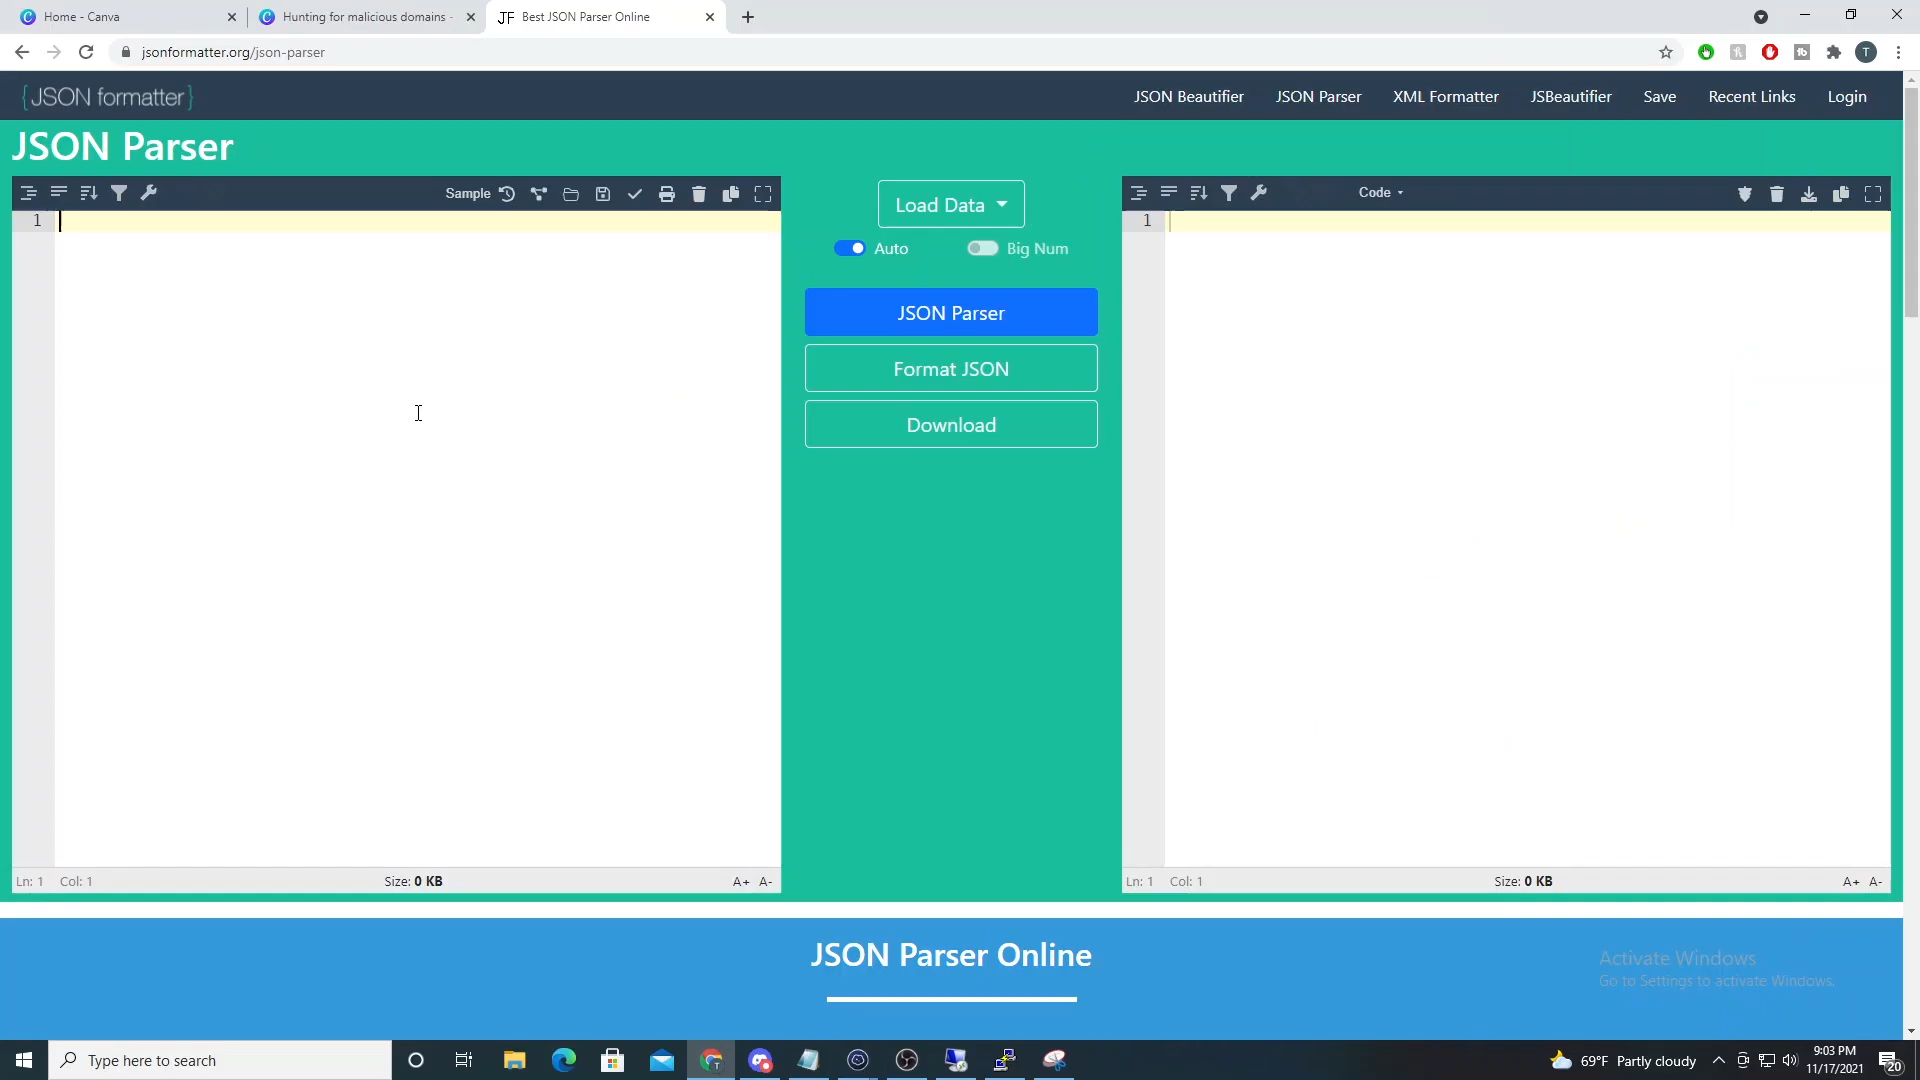 Home - Canva
Hunting for malicious domains -
JF Best JSON Parser Online
jsonformatter.org/json-parser
T
{JSON formatter}
JSON Beautifier
JSON Parser
XML Formatter
JSBeautifier
Save
Recent Links
Login
JSON Parser
Sample
Load Data
Code
1
1
Auto
Big Num
JSON Parser
Format JSON
Download
Ln: 1 Col: 1
Size: 0 KB
A+ A-
Ln: 1 Col: 1
Size: 0 KB
A+ A-
JSON Parser Online
Activate Windows
Go to Settings to activate Windows.
Type here to search
69°F Partly cloudy
9:03 PM
11/17/2021
20